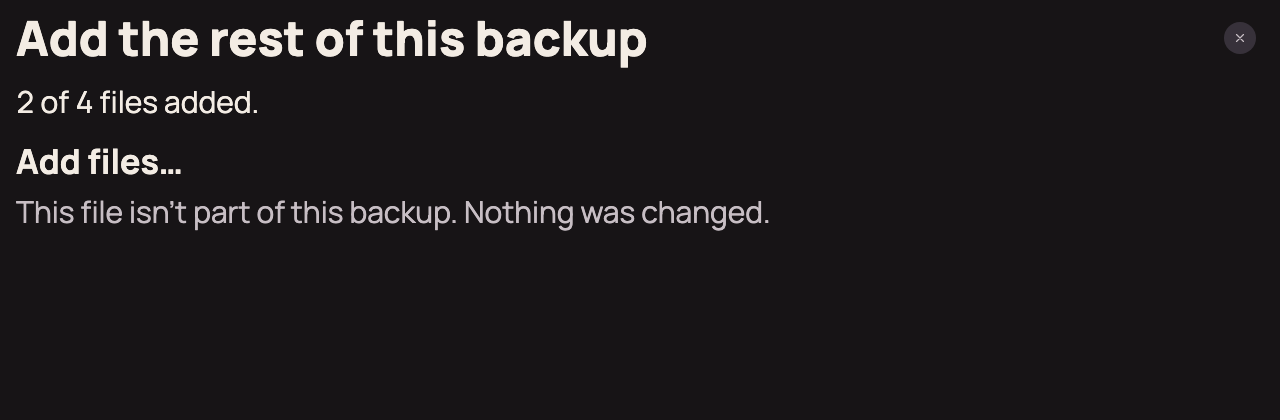 Add the rest of this backup
2 of 4 files added.
Add files…
This file isn’t part of this backup. Nothing was changed.